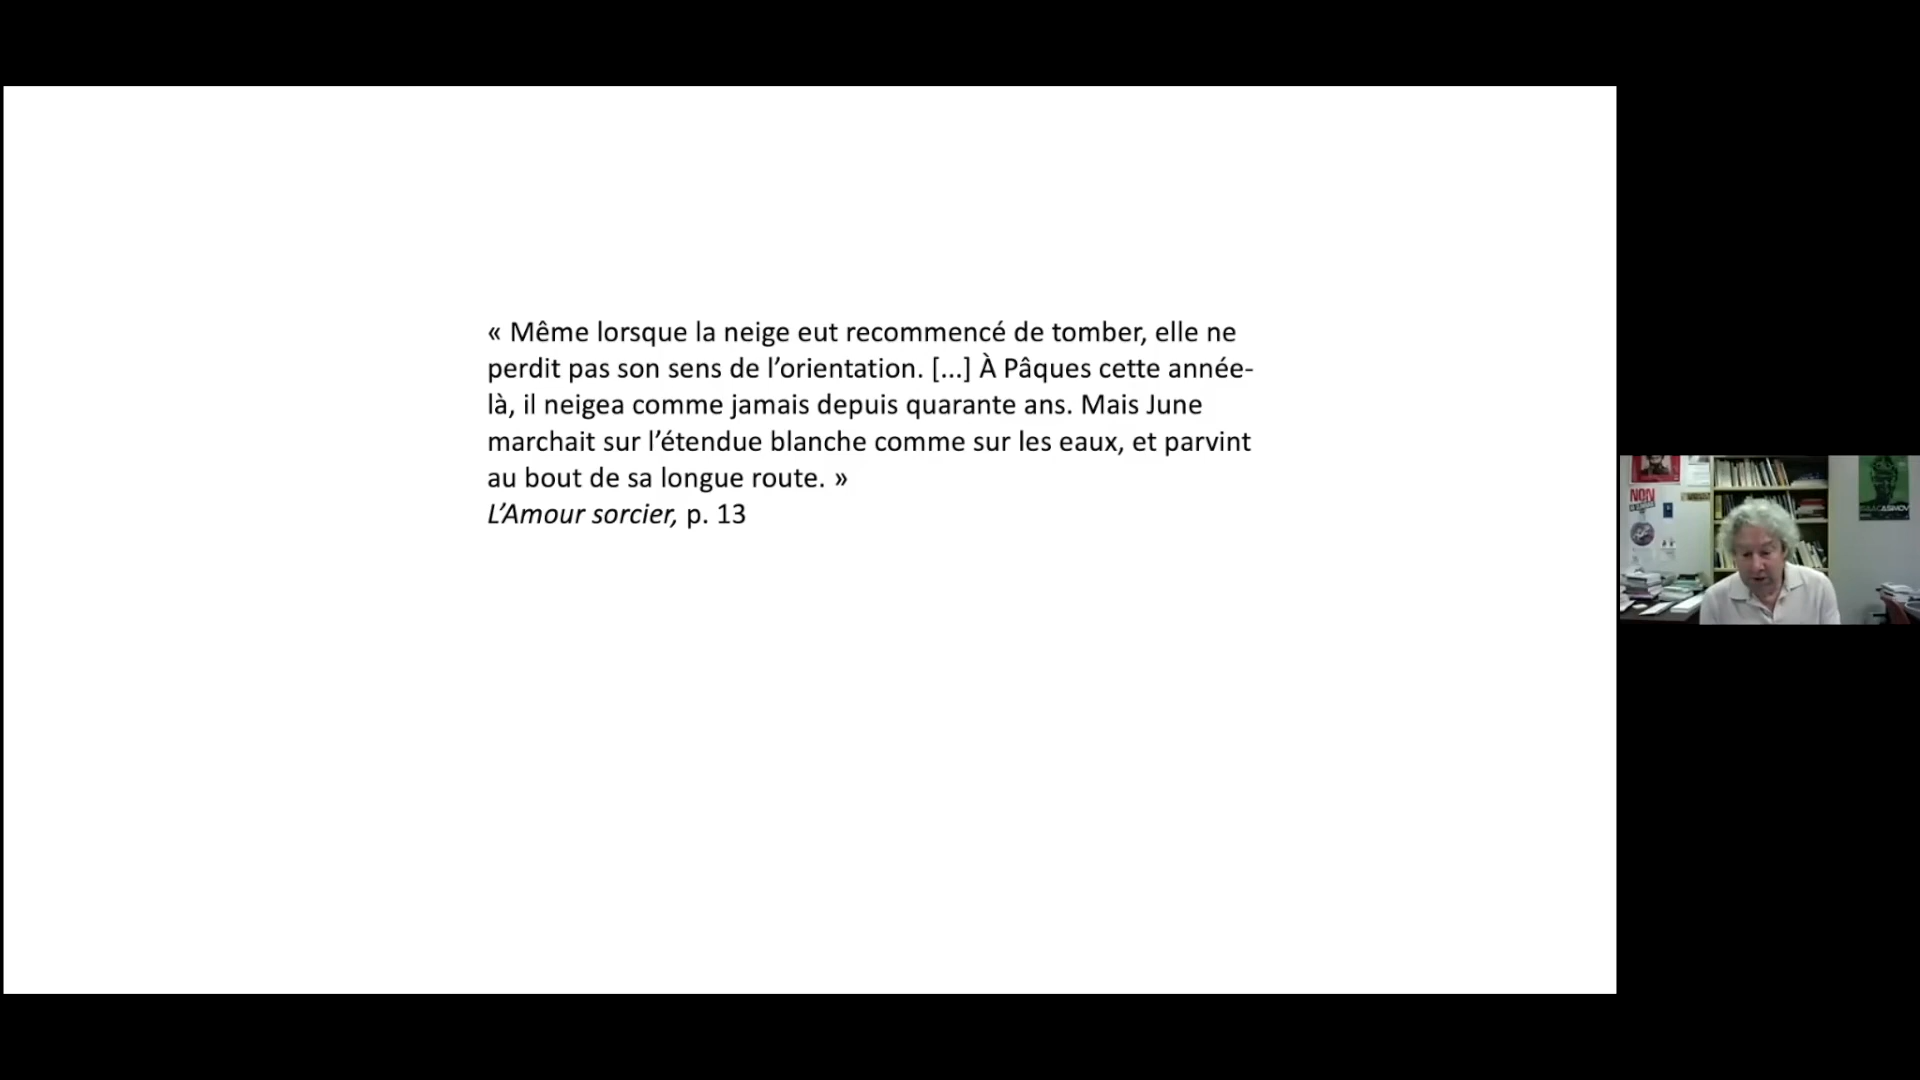 « Même lorsque la neige eut recommencé de tomber, elle ne
perdit pas son sens de l’orientation. [...] À Pâques cette année-
là, il neigea comme jamais depuis quarante ans. Mais June
marchait sur l’étendue blanche comme sur les eaux, et parvint
au bout de sa longue route. »
L’Amour sorcier, p. 13
NON